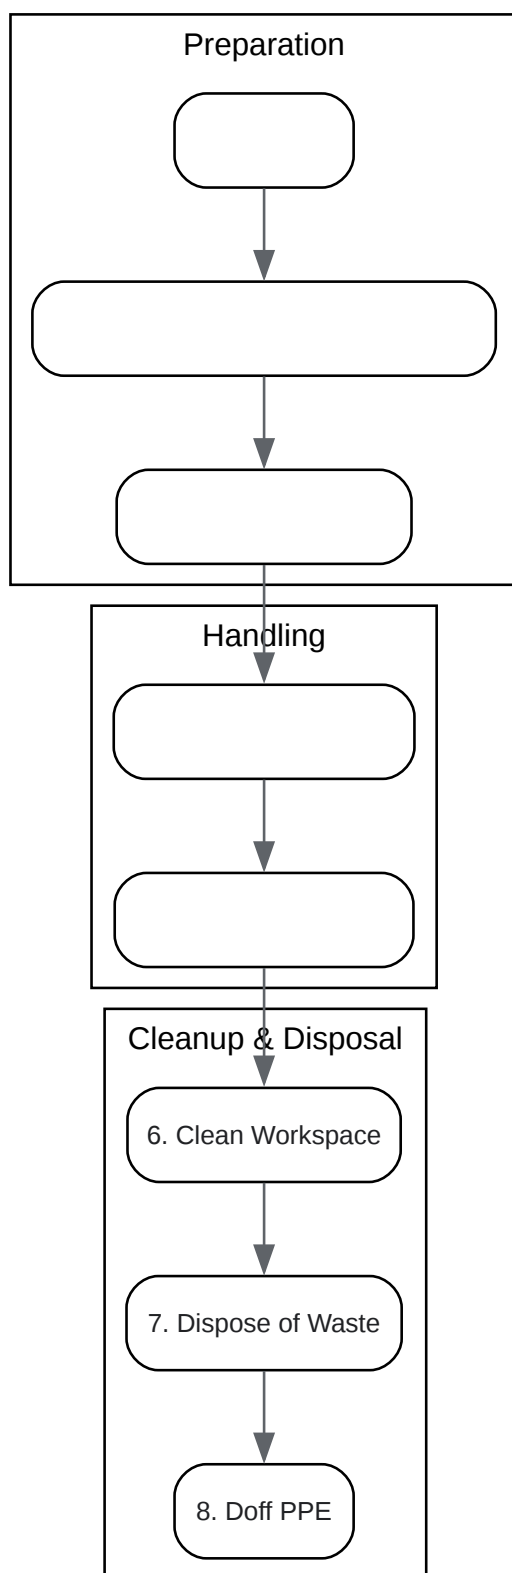 Preparation
Handling
Cleanup & Disposal
6. Clean Workspace
7. Dispose of Waste
8. Doff PPE